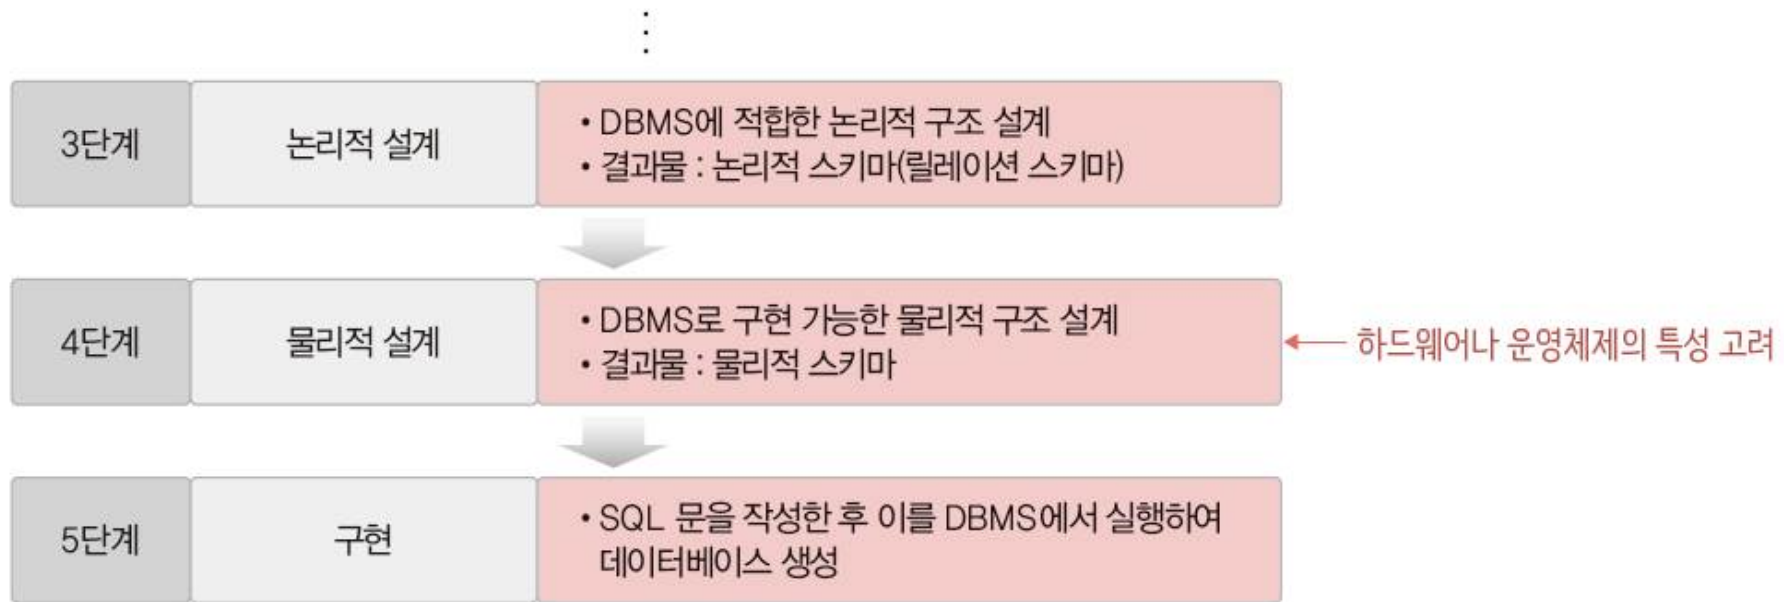 3단계
논리적 설계
• DBMS에 적합한 논리적 구조 설계
• 결과물 : 논리적 스키마(릴레이션 스키마)
4단계
물리적 설계
• DBMS로 구현 가능한 물리적 구조 설계
• 결과물 : 물리적 스키마
하드웨어나 운영체제의 특성 고려
5단계
구현
• SQL 문을 작성한 후 이를 DBMS에서 실행하여
데이터베이스 생성